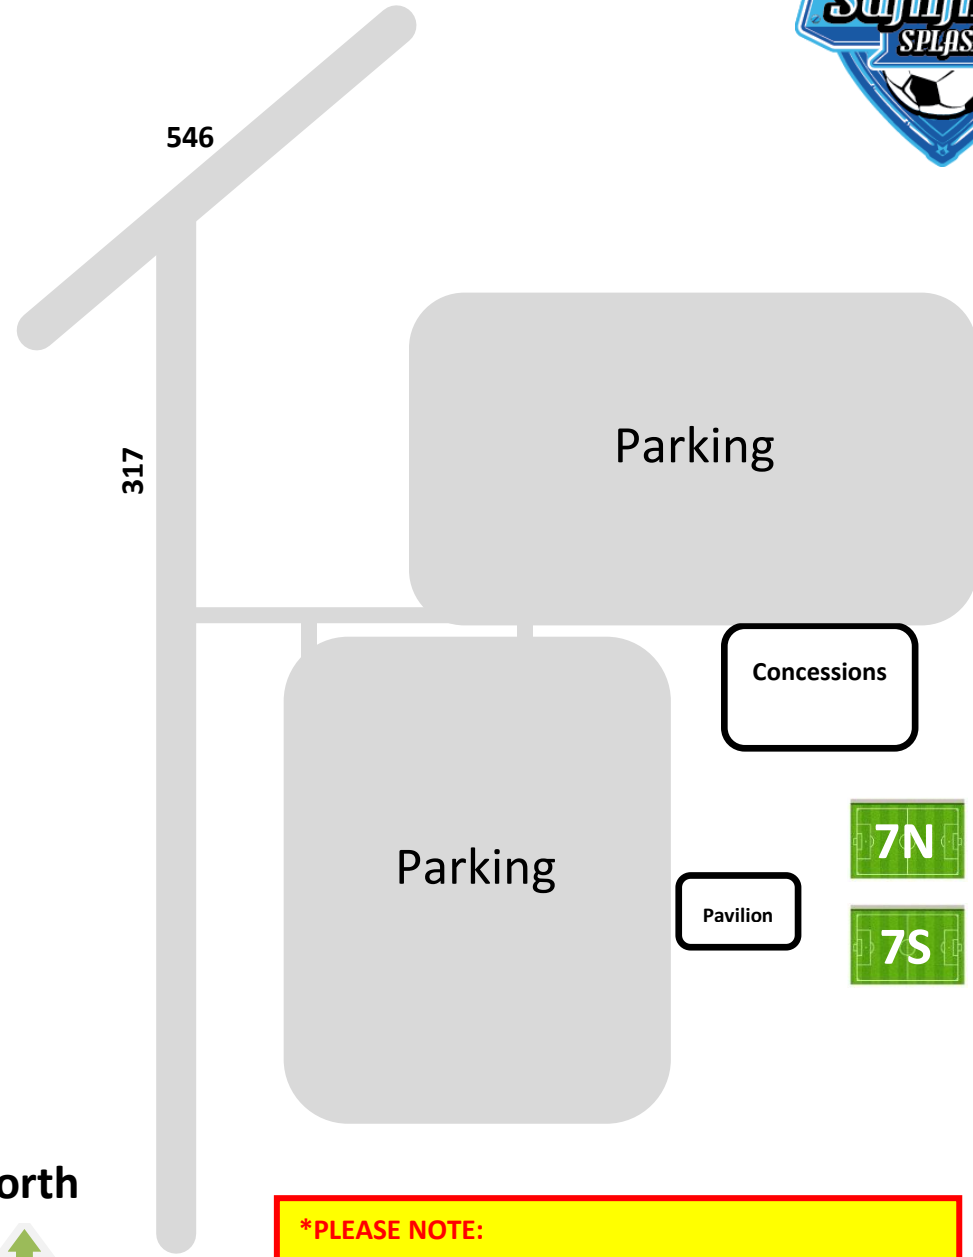 SPLAS
546
317
Parking
Concessions
7N
Parking
Pavilion
7S
orth
*PLEASE NOTE: